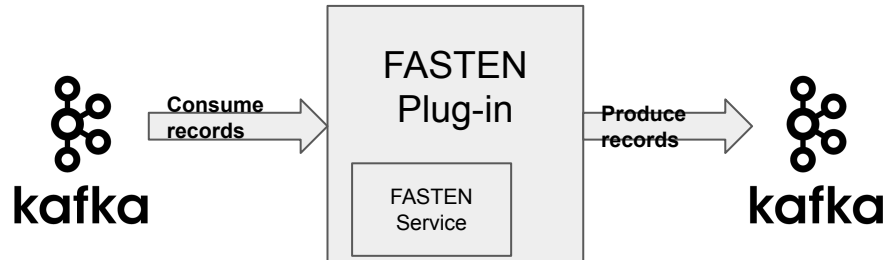 FASTEN
Plug-in
Consume
records
Produce
records
kafka
FASTEN
Service
kafka